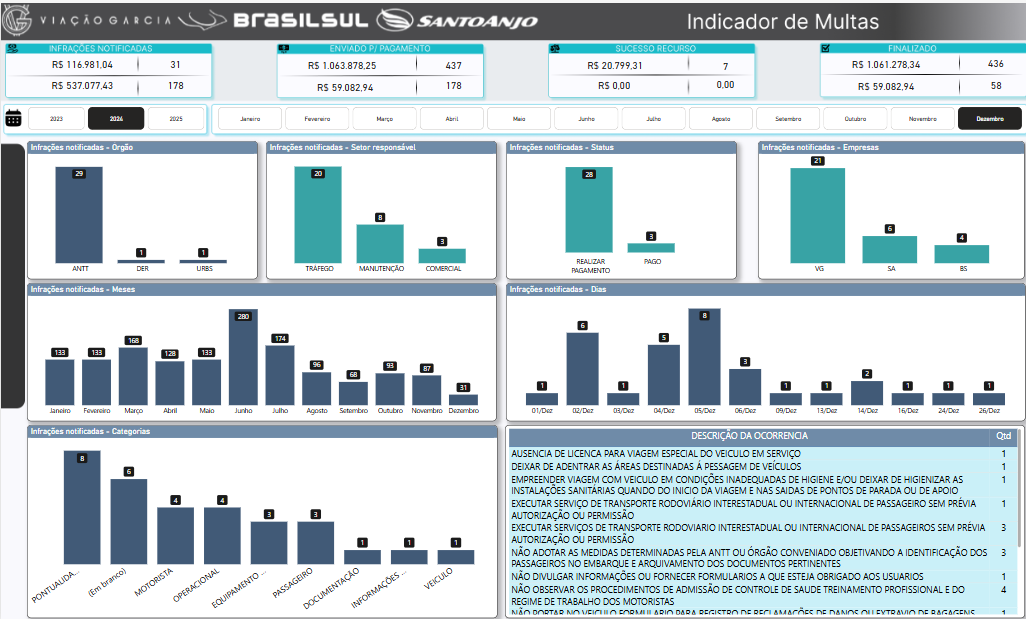 VIAÇÃO GARCIA BRASILSUL SANTOANJO Indicador de Multas
INFRAÇÕES NOTIFICADAS ENVIADO P/ PAGAMENTO SUCESSO RECURSO FINALIZADO
R$ 116.981,04 31 R$ 1.063.878,25 437 R$ 20.799,31 7 R$ 1.061.278,34 436
R$ 537.077,43 178 R$ 59.082,94 178 R$ 0,00 0,00 R$ 59.082,94 58
2023 2024 2025 Janeiro Fevereiro Março Abril Maio Junho Julho Agosto Setembro Outubro Novembro Dezembro
Infrações notificadas - Orgão
29
1
1
ANTT DER URBS
Infrações notificadas - Setor responsável
20
8
3
TRÁFEGO MANUTENÇÃO COMERCIAL
Infrações notificadas - Status
28
3
REALIZAR PAGAMENTO PAGO
Infrações notificadas - Empresas
21
6
4
VG SA BS
Infrações notificadas - Meses
133 133 168 128 133 280 174 96 68 93 87 31
Janeiro Fevereiro Março Abril Maio Junho Julho Agosto Setembro Outubro Novembro Dezembro
Infrações notificadas - Dias
1 6 1 5 8 3 1 1 2 1 1 1
01/Dez 02/Dez 03/Dez 04/Dez 05/Dez 06/Dez 09/Dez 13/Dez 14/Dez 16/Dez 24/Dez 26/Dez
Infrações notificadas - Categorias
8 6 4 4 3 3 1 1 1
PONTUALIDA... (Em branco) MOTORISTA OPERACIONAL EQUIPAMENTO ... PASSAGEIRO DOCUMENTAÇÃO INFORMAÇÕES ... VEICULO
DESCRIÇÃO DA OCORRENCIA Qtd
AUSENCIA DE LICENCA PARA VIAGEM ESPECIAL DO VEICULO EM SERVIÇO 1
DEIXAR DE ADENTRAR AS ÁREAS DESTINADAS Á PESSAGEM DE VEÍCULOS 1
EMPREENDER VIAGEM COM VEICULO EM CONDIÇÕES INADEQUADAS DE HIGIENE E/OU DEIXAR DE HIGIENIZAR AS 1
INSTALAÇÕES SANITÁRIAS QUANDO DO INICIO DA VIAGEM E NAS SAIDAS DE PONTOS DE PARADA OU DE APOIO
EXECUTAR SERVIÇO DE TRANSPORTE RODOVIÁRIO INTERESTADUAL OU INTERNACIONAL DE PASSAGEIRO SEM PRÉVIA 1
AUTORIZAÇÃO OU PERMISSÃO
EXECUTAR SERVIÇOS DE TRANSPORTE RODOVIARIO INTERESTADUAL OU INTERNACIONAL DE PASSAGEIROS SEM PRÉVIA 3
AUTORIZAÇÃO OU PERMISSÃO
NÃO ADOTAR AS MEDIDAS DETERMINADAS PELA ANTT OU ÓRGÃO CONVENIADO OBJETIVANDO A IDENTIFICAÇÃO DOS 3
PASSAGEIROS NO EMBARQUE E ARQUIVAMENTO DOS DOCUMENTOS PERTINENTES
NÃO DIVULGAR INFORMAÇÕES OU FORNECER FORMULARIOS A QUE ESTEJA OBRIGADO AOS USUARIOS 1
NÃO OBSERVAR OS PROCEDIMENTOS DE ADMISSÃO DE CONTROLE DE SAUDE TREINAMENTO PROFISSIONAL E DO 4
REGIME DE TRABALHO DOS MOTORISTAS
NÃO PORTAR NO VEICULO FORMULARIO PARA REGISTRO DE RECLAMAÇÕES DE DANOS OU EXTRAVIO DE BAGAGENS 1